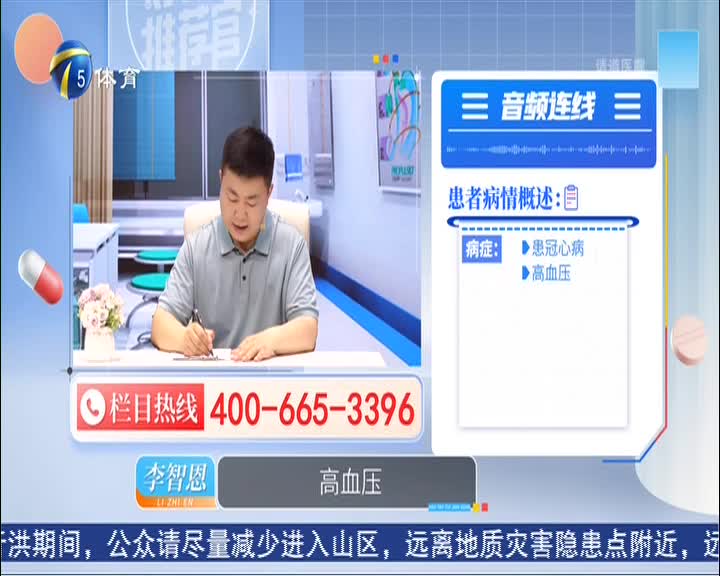 推荐官
5体育
音频连线
患者病情概述:
病症:
患冠心病
高血压
栏目热线 400-665-3396
李智恩
LI ZHI EN
高血压
行洪期间，公众请尽量减少进入山区，远离地质灾害隐患点附近，远